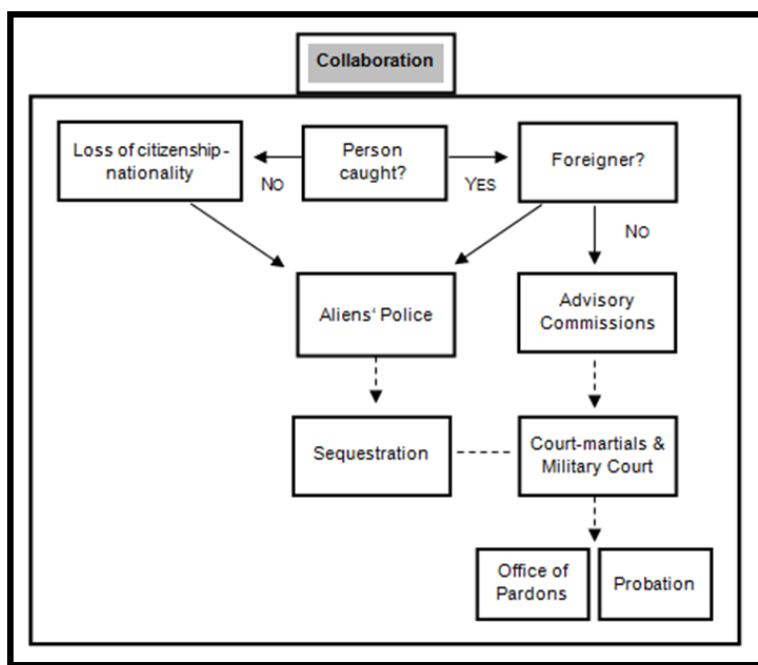 Collaboration
Loss of citizenship-
nationality
NO
Person
caught?
YES
Foreigner?
NO
Aliens‘ Police
Advisory
Commissions
Sequestration
Court-martials &
Military Court
Office of
Pardons
Probation